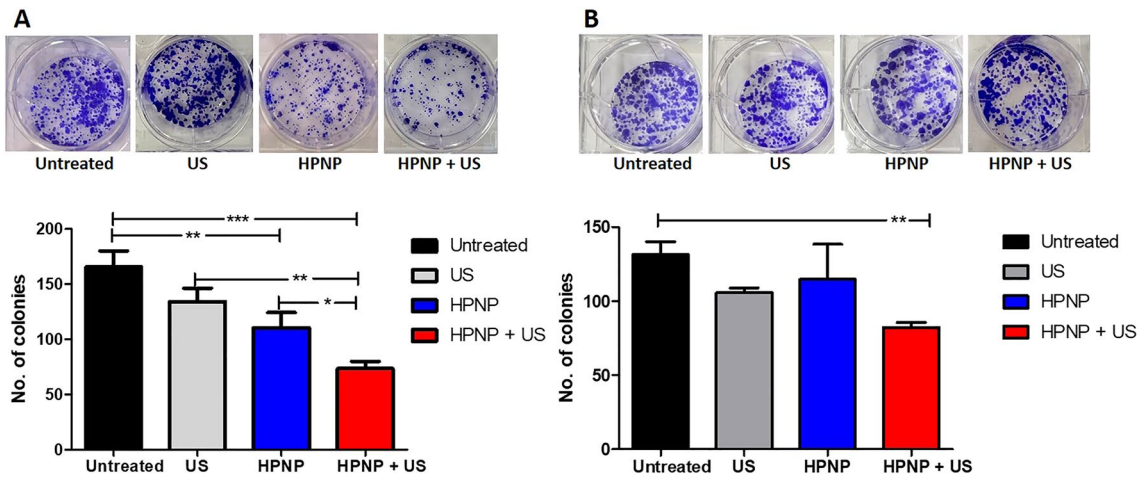 A
Untreated
US
HPNP
HPNP + US
***
**
**
*
No. of colonies
200
150
100
50
0
Untreated
US
HPNP
HPNP + US
Untreated
US
HPNP
HPNP + US
B
Untreated
US
HPNP
HPNP + US
**
No. of colonies
150
100
50
0
Untreated
US
HPNP
HPNP + US
Untreated
US
HPNP
HPNP + US